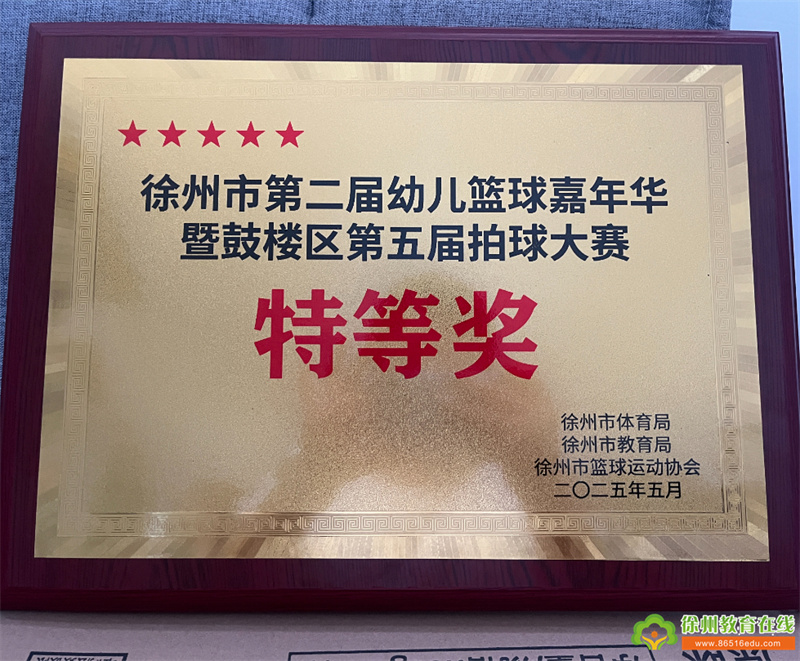 徐州市第二届幼儿篮球嘉年华
暨鼓楼区第五届拍球大赛
特等奖
徐州市体育局
徐州市教育局
徐州市篮球运动协会
二〇二五年五月
徐州教育在线
www.86516edu.com